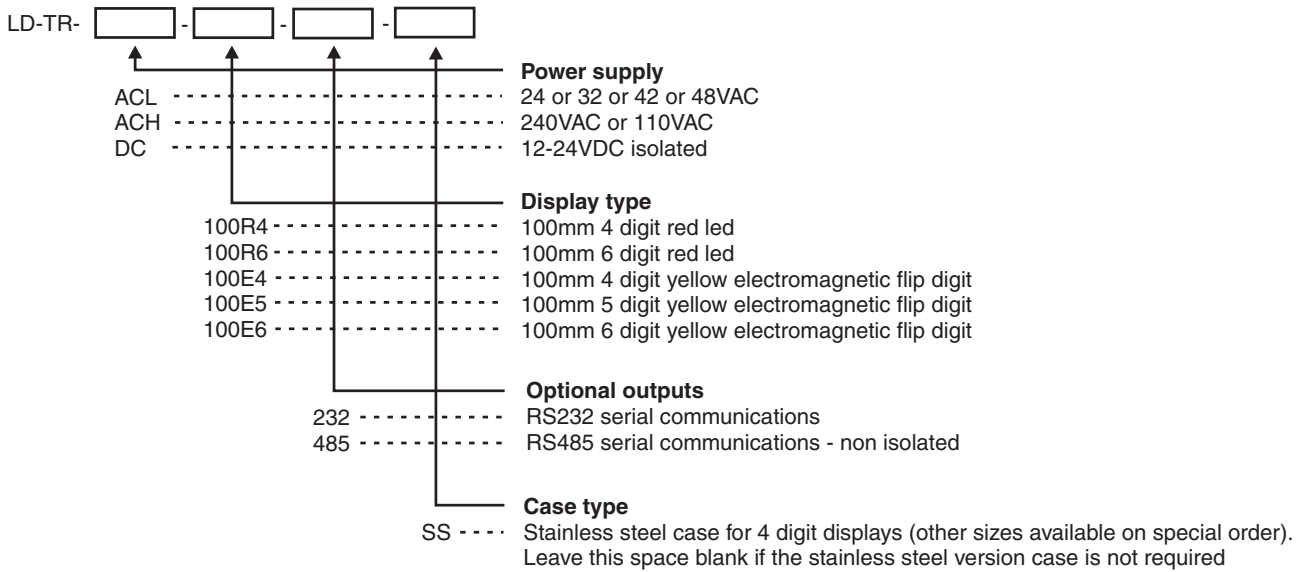 LD-TR- - - -
Power supply
ACL 24 or 32 or 42 or 48VAC
ACH 240VAC or 110VAC
DC 12-24VDC isolated
Display type
100R4 100mm 4 digit red led
100R6 100mm 6 digit red led
100E4 100mm 4 digit yellow electromagnetic flip digit
100E5 100mm 5 digit yellow electromagnetic flip digit
100E6 100mm 6 digit yellow electromagnetic flip digit
Optional outputs
232 RS232 serial communications
485 RS485 serial communications - non isolated
Case type
SS Stainless steel case for 4 digit displays (other sizes available on special order).
Leave this space blank if the stainless steel version case is not required